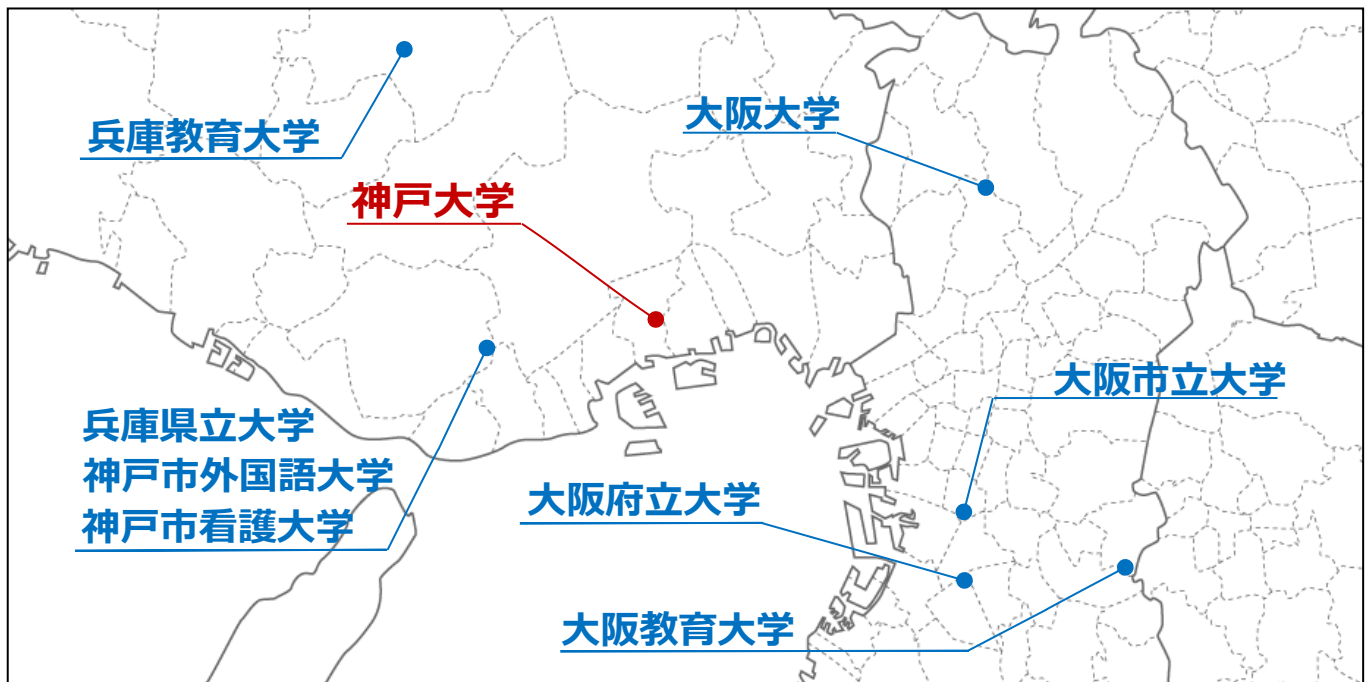 大阪大学
兵庫教育大学
神戸大学
大阪市立大学
兵庫県立大学
神戸市外国語大学
神戸市看護大学
大阪府立大学
大阪教育大学